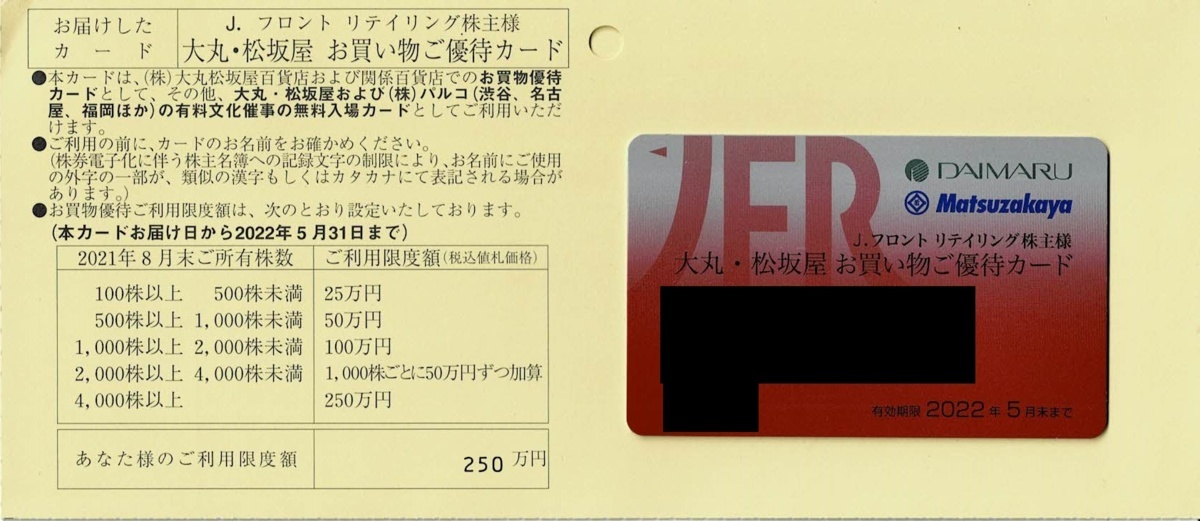 お届けした
カード
J. フロント リテイリング株主様
大丸・松坂屋 お買い物ご優待カード
●本カードは、(株)大丸松坂屋百貨店および関係百貨店でのお買物優待
カードとして、その他、大丸・松坂屋および(株)パルコ(渋谷、名古
屋、福岡ほか)の有料文化催事の無料入場カードとしてご利用いただ
けます。
●ご利用の前に、カードのお名前をお確かめください。
(株券電子化に伴う株主名簿への記録文字の制限により、お名前にご使用
の外字の一部が、類似の漢字もしくはカタカナにて表記される場合が
あります。)
●お買物優待ご利用限度額は、次のとおり設定いたしております。
(本カードお届け日から2022年5月31日まで)
2021年8月末ご所有株数 ご利用限度額(税込値札価格)
100株以上 500株未満 25万円
500株以上 1,000株未満 50万円
1,000株以上 2,000株未満 100万円
2,000株以上 4,000株未満 1,000株ごとに50万円ずつ加算
4,000株以上 250万円
あなた様のご利用限度額 250万円
JFR
DAIMARU
Matsuzakaya
J.フロント リテイリング株主様
大丸・松坂屋 お買い物ご優待カード
有効期限 2022年5月末まで